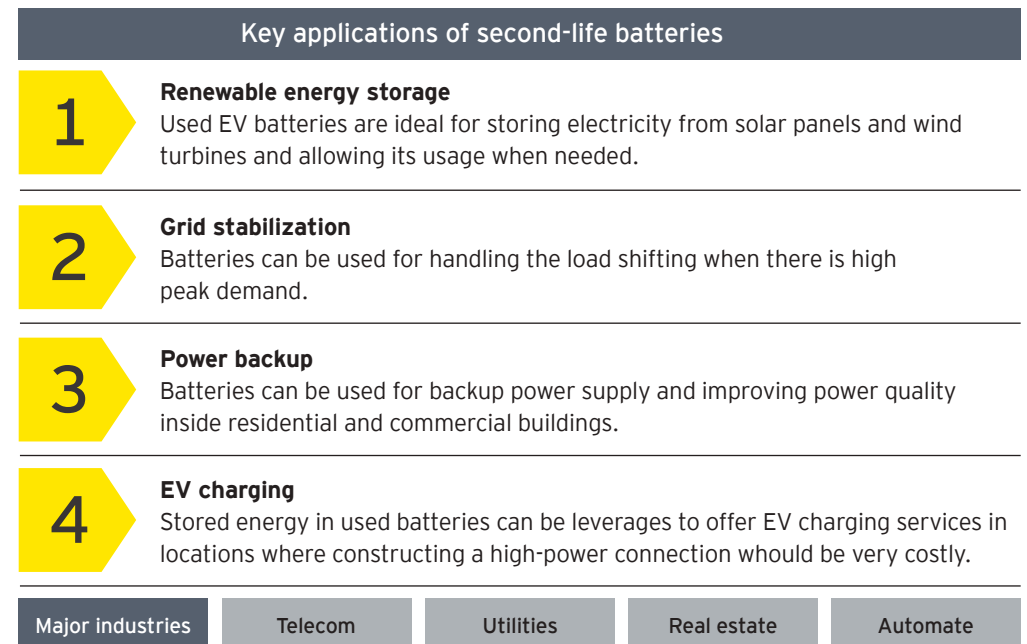 Key applications of second-life batteries
1
Renewable energy storage
Used EV batteries are ideal for storing electricity from solar panels and wind
turbines and allowing its usage when needed.
2
Grid stabilization
Batteries can be used for handling the load shifting when there is high
peak demand.
3
Power backup
Batteries can be used for backup power supply and improving power quality
inside residential and commercial buildings.
4
EV charging
Stored energy in used batteries can be leverages to offer EV charging services in
locations where constructing a high-power connection whould be very costly.
Major industries Telecom Utilities Real estate Automate